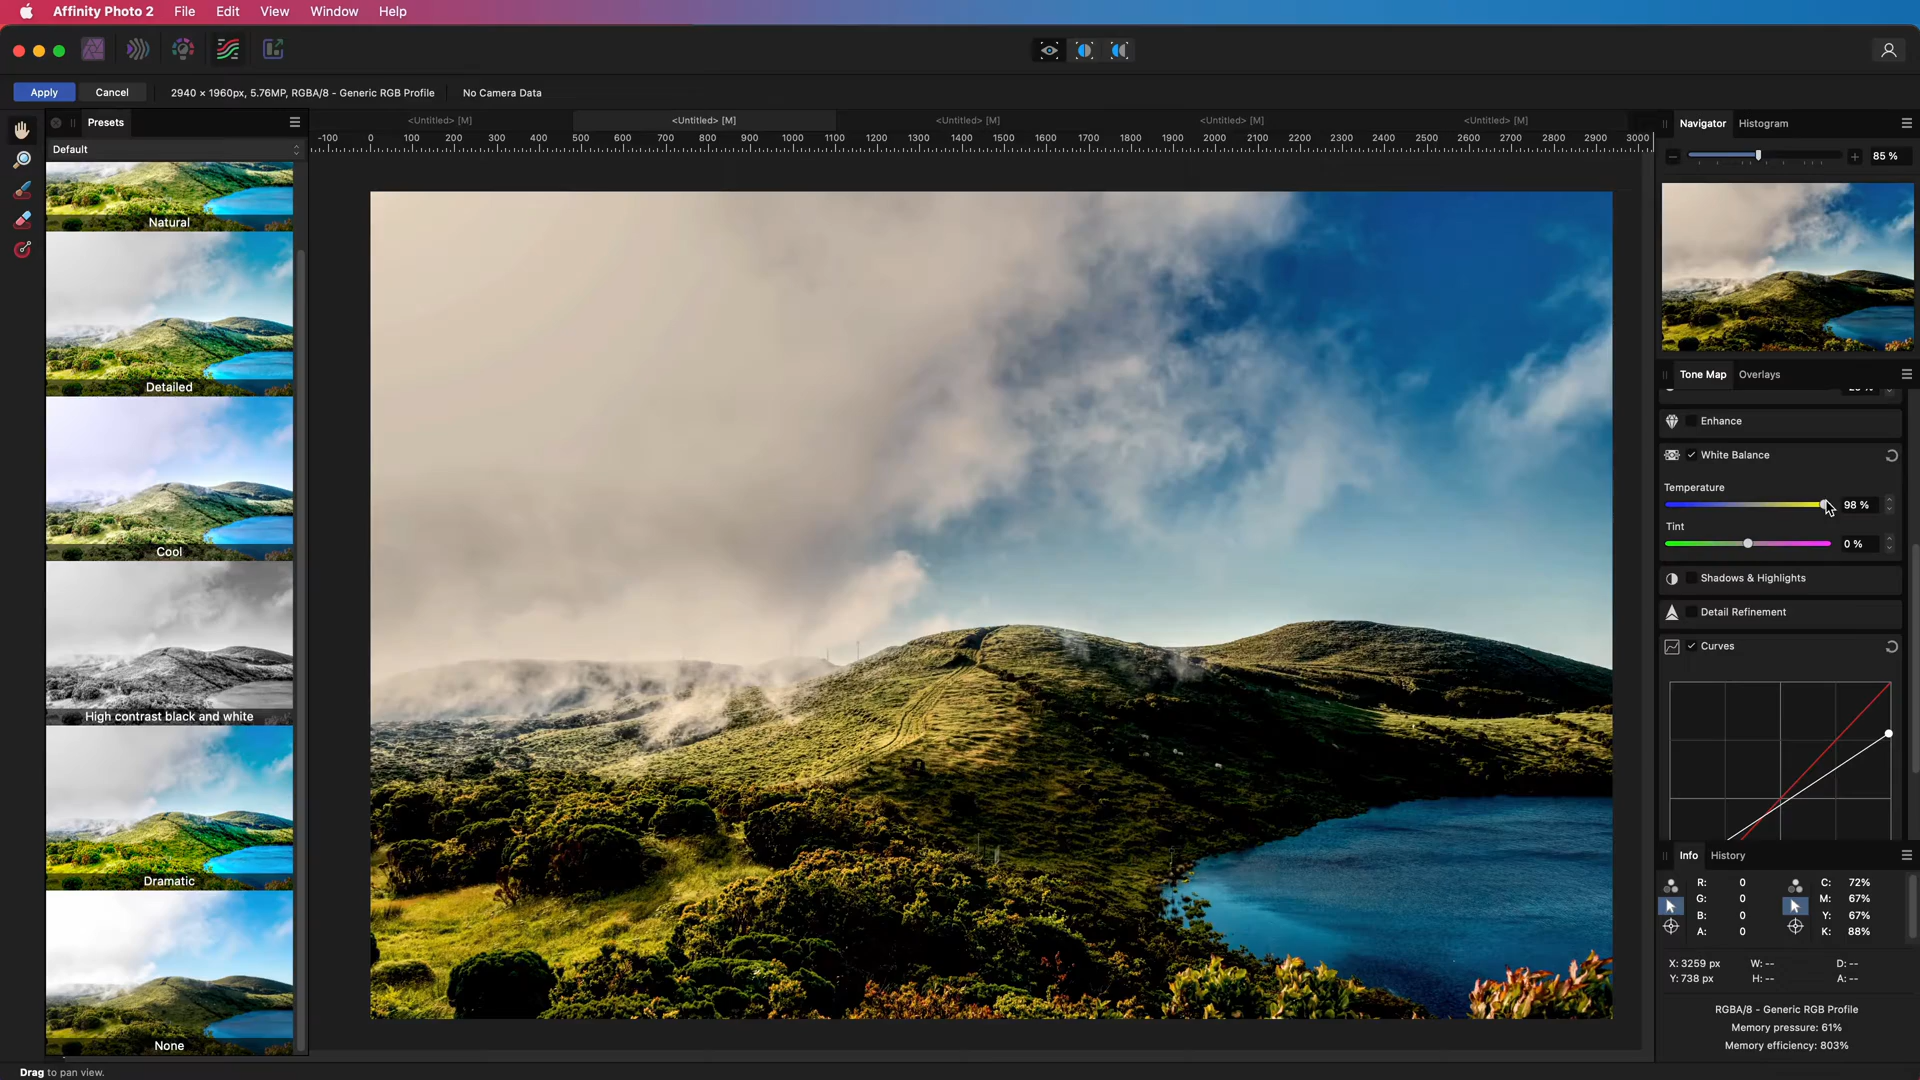 Affinity Photo 2 File Edit View Window Help
Apply Cancel 2940 × 1960px, 5.76MP, RGBA/8 - Generic RGB Profile No Camera Data
Presets
Default
Natural
Detailed
Cool
High contrast black and white
Dramatic
None
<Untitled> [M] <Untitled> [M] <Untitled> [M] <Untitled> [M] <Untitled> [M]
-100 0 100 200 300 400 500 600 700 800 900 1000 1100 1200 1300 1400 1500 1600 1700 1800 1900 2000 2100 2200 2300 2400 2500 2600 2700 2800 2900 3000
Navigator Histogram
85 %
Tone Map Overlays
Enhance
White Balance
Temperature
98 %
Tint
0 %
Shadows & Highlights
Detail Refinement
Curves
Info History
R: 0 C: 72%
G: 0 M: 67%
B: 0 Y: 67%
A: 0 K: 88%
X: 3259 px W: -- D: --
Y: 738 px H: -- A: --
RGBA/8 - Generic RGB Profile
Memory pressure: 61%
Memory efficiency: 803%
Drag to pan view.